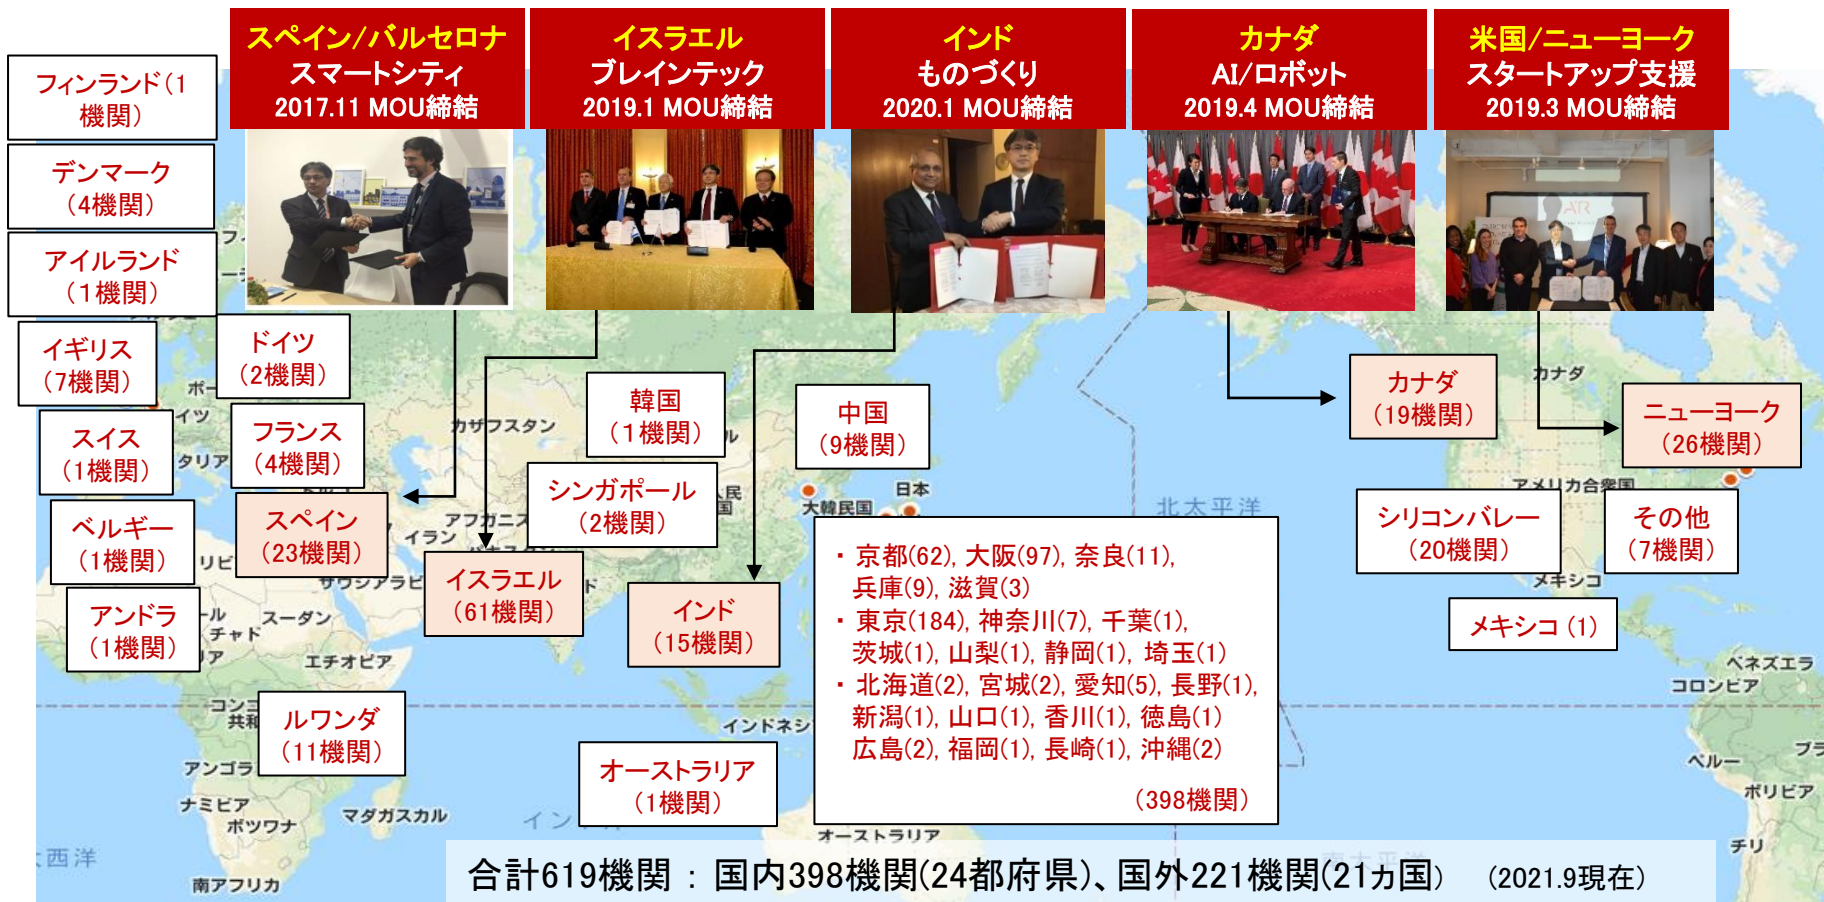 スペイン/バルセロナ
スマートシティ
2017.11 MOU締結
イスラエル
ブレインテック
2019.1 MOU締結
インド
ものづくり
2020.1 MOU締結
カナダ
AI/ロボット
2019.4 MOU締結
米国/ニューヨーク
スタートアップ支援
2019.3 MOU締結
フィンランド(1
機関)
デンマーク
(4機関)
アイルランド
(1機関)
イギリス
(7機関)
ドイツ
(2機関)
スイス
(1機関)
フランス
(4機関)
ベルギー
(1機関)
スペイン
(23機関)
アンドラ
(1機関)
ルワンダ
(11機関)
イスラエル
(61機関)
韓国
(1機関)
シンガポール
(2機関)
インド
(15機関)
中国
(9機関)
オーストラリア
(1機関)
カナダ
(19機関)
ニューヨーク
(26機関)
シリコンバレー
(20機関)
その他
(7機関)
メキシコ (1)
・京都(62), 大阪(97), 奈良(11),
兵庫(9), 滋賀(3)
・東京(184), 神奈川(7), 千葉(1),
茨城(1), 山梨(1), 静岡(1), 埼玉(1)
・北海道(2), 宮城(2), 愛知(5), 長野(1),
新潟(1), 山口(1), 香川(1), 徳島(1)
広島(2), 福岡(1), 長崎(1), 沖縄(2)
(398機関)
カザフスタン
イラン
スーダン
チャド
エチオピア
アンゴラ
ナミビア
ボツワナ
マダガスカル
南アフリカ
大韓民国
日本
北太平洋
カナダ
アメリカ合衆国
メキシコ
ベネズエラ
コロンビア
ペルー
ボリビア
チリ
オーストラリア
合計619機関 : 国内398機関(24都府県)、国外221機関(21カ国) (2021.9現在)